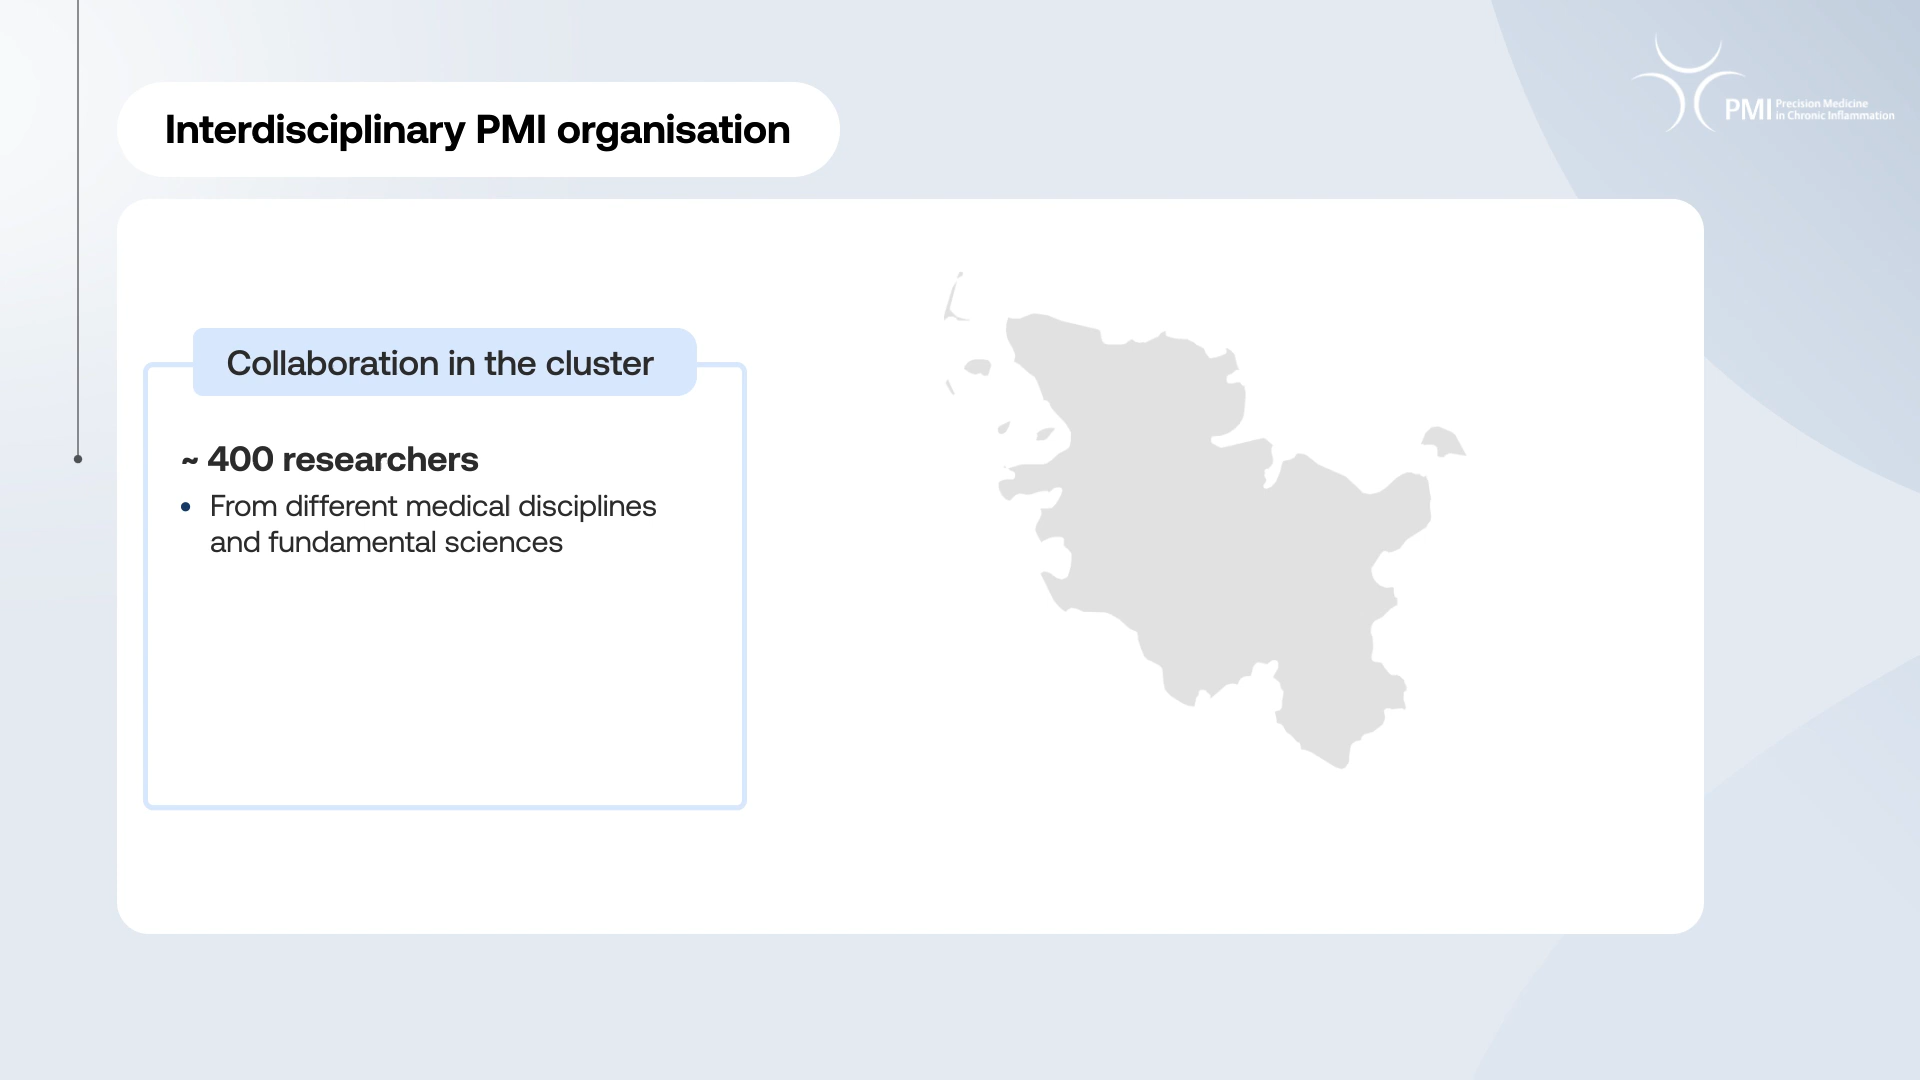 Interdisciplinary PMI organisation
PMI Precision Medicine
in Chronic Inflammation
Collaboration in the cluster
~ 400 researchers
• From different medical disciplines
and fundamental sciences